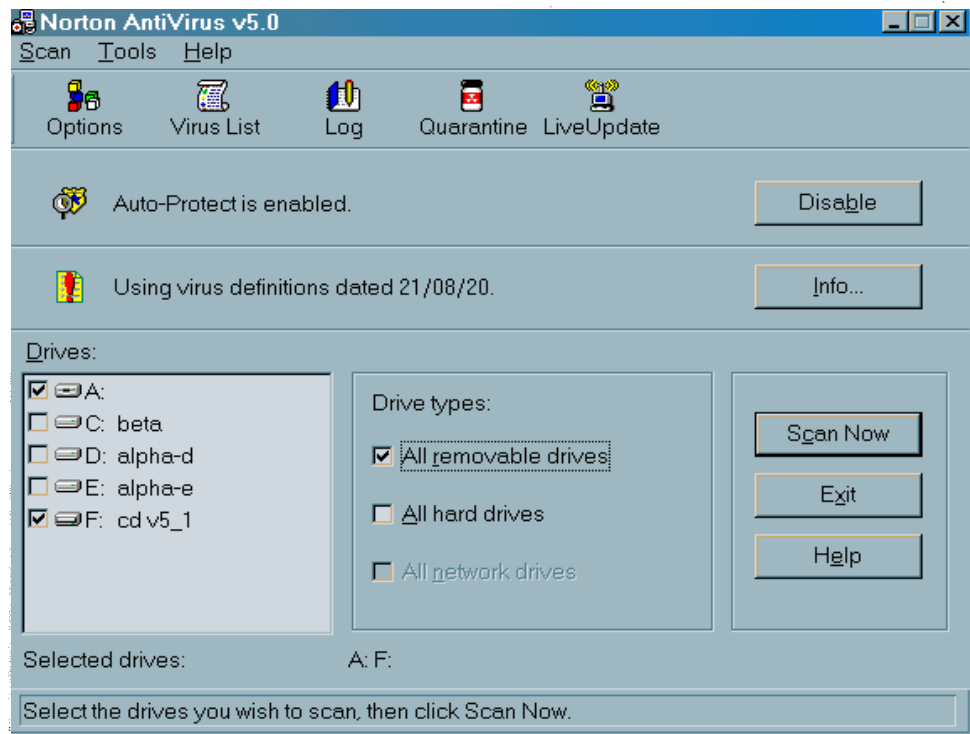 Norton AntiVirus v5.0
Scan Tools Help
Options Virus List Log Quarantine LiveUpdate
Auto-Protect is enabled.
Disable
Using virus definitions dated 21/08/20.
Info...
Drives:
A:
C: beta
D: alpha-d
E: alpha-e
F: cd v5_1
Drive types:
All removable drives
All hard drives
All network drives
Scan Now
Exit
Help
Selected drives: A: F:
Select the drives you wish to scan, then click Scan Now.